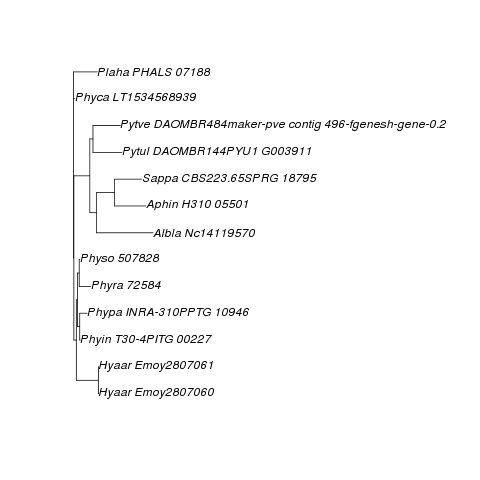 Plaha PHALS 07188
Phyca LT1534568939
Pytve DAOMBR484maker-pve contig 496-fgenesh-gene-0.2
Pytul DAOMBR144PYU1 G003911
Sappa CBS223.65SPRG 18795
Aphin H310 05501
Albla Nc14119570
Physo 507828
Phyra 72584
Phypa INRA-310PPTG 10946
Phyin T30-4PITG 00227
Hyaar Emoy2807061
Hyaar Emoy2807060